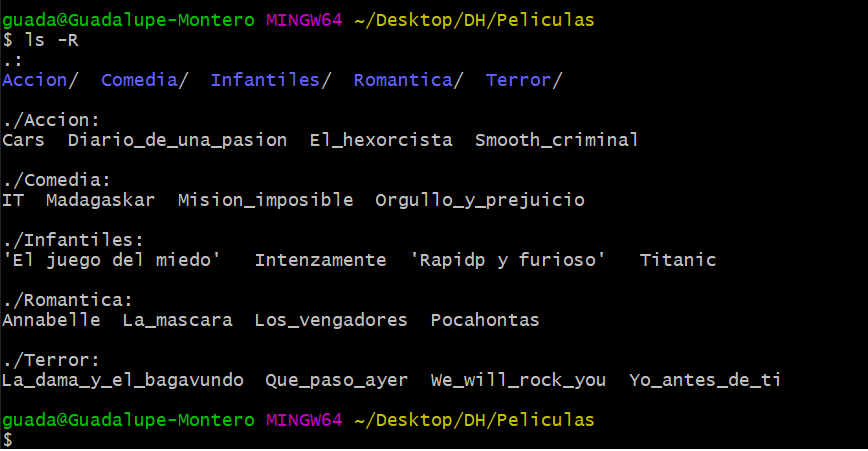 guada@Guadalupe-Montero MINGW64 ~/Desktop/DH/Peliculas
$ ls -R
.:
Accion/  Comedia/  Infantiles/  Romantica/  Terror/

./Accion:
Cars  Diario_de_una_pasion  El_hexorcista  Smooth_criminal

./Comedia:
IT  Madagaskar  Mision_imposible  Orgullo_y_prejuicio

./Infantiles:
'El juego del miedo'   Intenzamente  'Rapidp y furioso'   Titanic

./Romantica:
Annabelle  La_mascara  Los_vengadores  Pocahontas

./Terror:
La_dama_y_el_bagavundo  Que_paso_ayer  We_will_rock_you  Yo_antes_de_ti

guada@Guadalupe-Montero MINGW64 ~/Desktop/DH/Peliculas
$